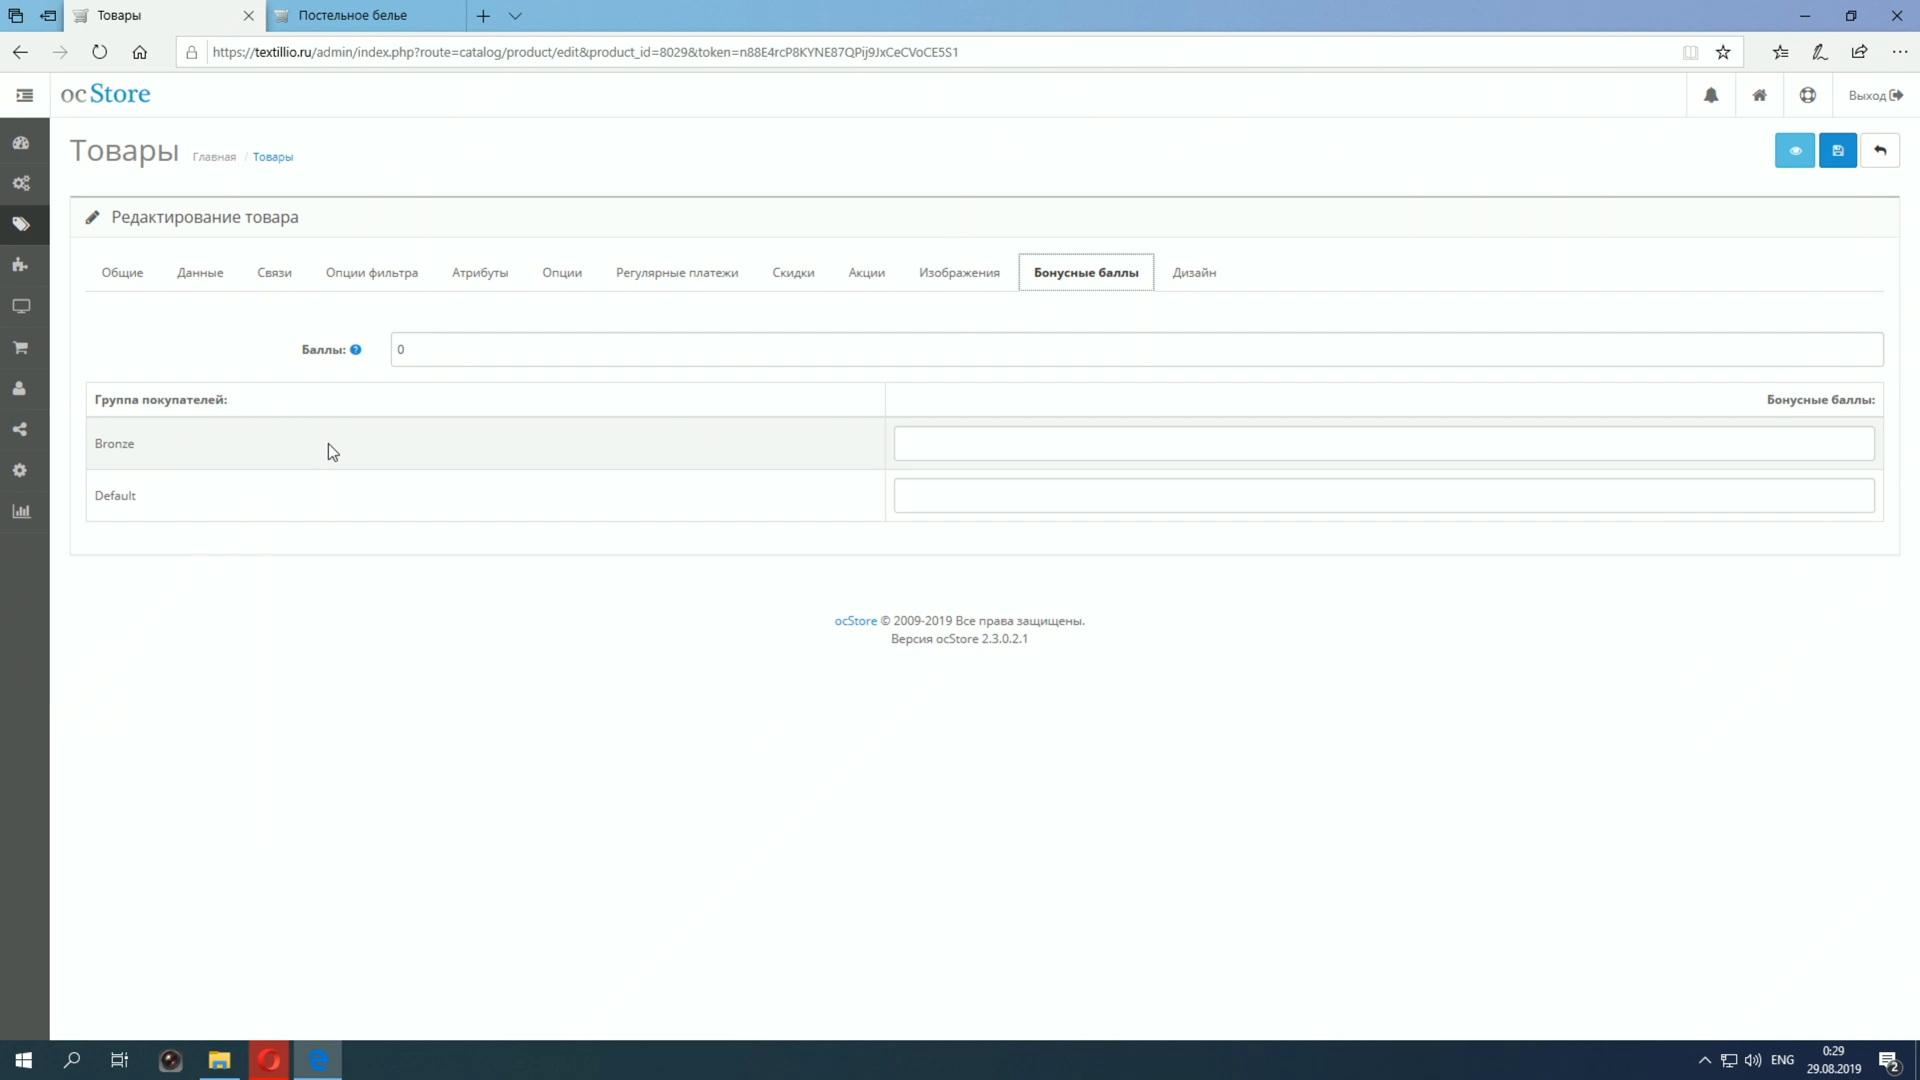 Товары
Постельное белье
https://textillio.ru/admin/index.php?route=catalog/product/edit&product_id=8029&token=n88E4rcP8KYNE87QPij9JxCeCVoCE5S1
ocStore
Выход
Товары
Главная / Товары
Редактирование товара
Общие Данные Связи Опции фильтра Атрибуты Опции Регулярные платежи Скидки Акции Изображения Бонусные баллы Дизайн
Баллы: 0
Группа покупателей: Бонусные баллы:
Bronze
Default
ocStore © 2009-2019 Все права защищены.
Версия ocStore 2.3.0.2.1
ENG
0:29
29.08.2019
2